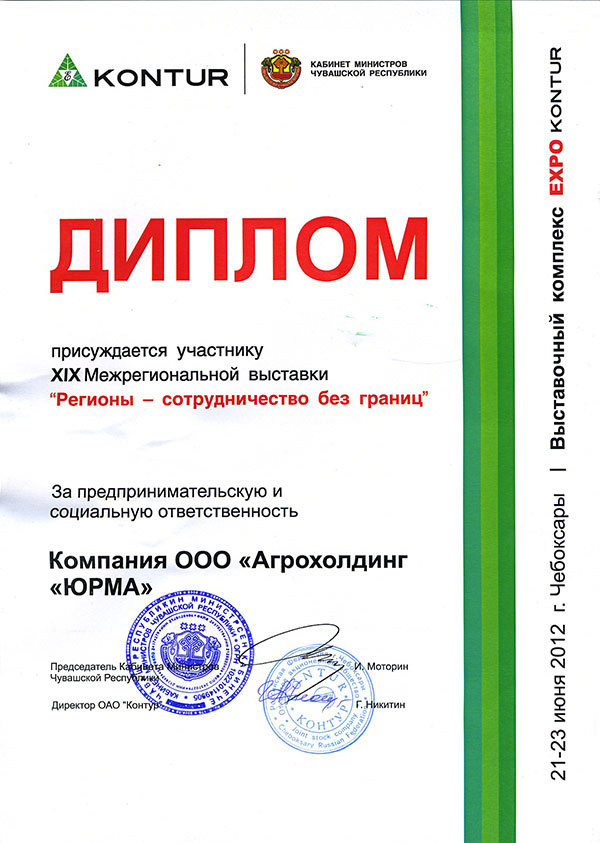 KONTUR
КАБИНЕТ МИНИСТРОВ
ЧУВАШСКОЙ РЕСПУБЛИКИ
ДИПЛОМ
присуждается участнику
XIX Межрегиональной выставки
“Регионы – сотрудничество без границ”
За предпринимательскую и
социальную ответственность
Компания ООО «Агрохолдинг
«ЮРМА»
Председатель Кабинета Министров
Чувашской Республики
И. Моторин
Директор ОАО "Контур"
Г. Никитин
KONTUR
КОНТУР
Joint stock company
Cheboksary Russian Federation
21-23 июня 2012 г. Чебоксары | Выставочный комплекс EXPO KONTUR